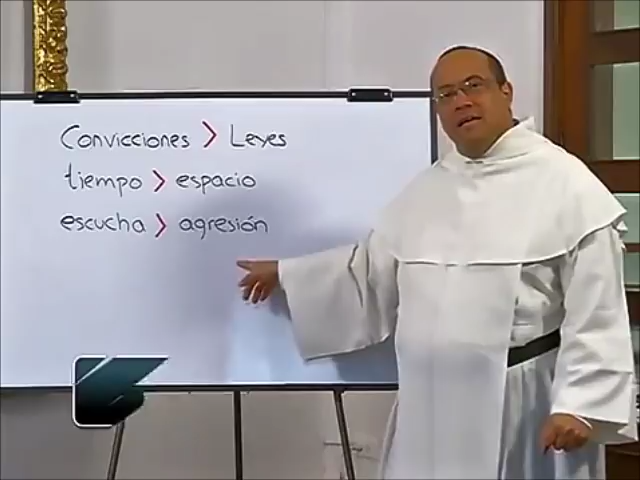 Convicciones > Leyes
tiempo > espacio
escucha > agresión